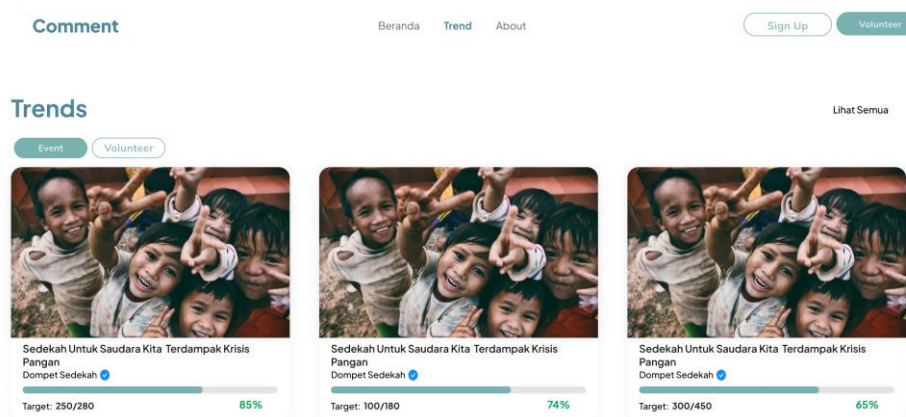 Comment Beranda Trend About Sign Up Volunteer
Trends
Lihat Semua
Event Volunteer
Sedekah Untuk Saudara Kita Terdampak Krisis
Pangan
Dompet Sedekah
Target: 250/280 85%
Sedekah Untuk Saudara Kita Terdampak Krisis
Pangan
Dompet Sedekah
Target: 100/180 74%
Sedekah Untuk Saudara Kita Terdampak Krisis
Pangan
Dompet Sedekah
Target: 300/450 65%